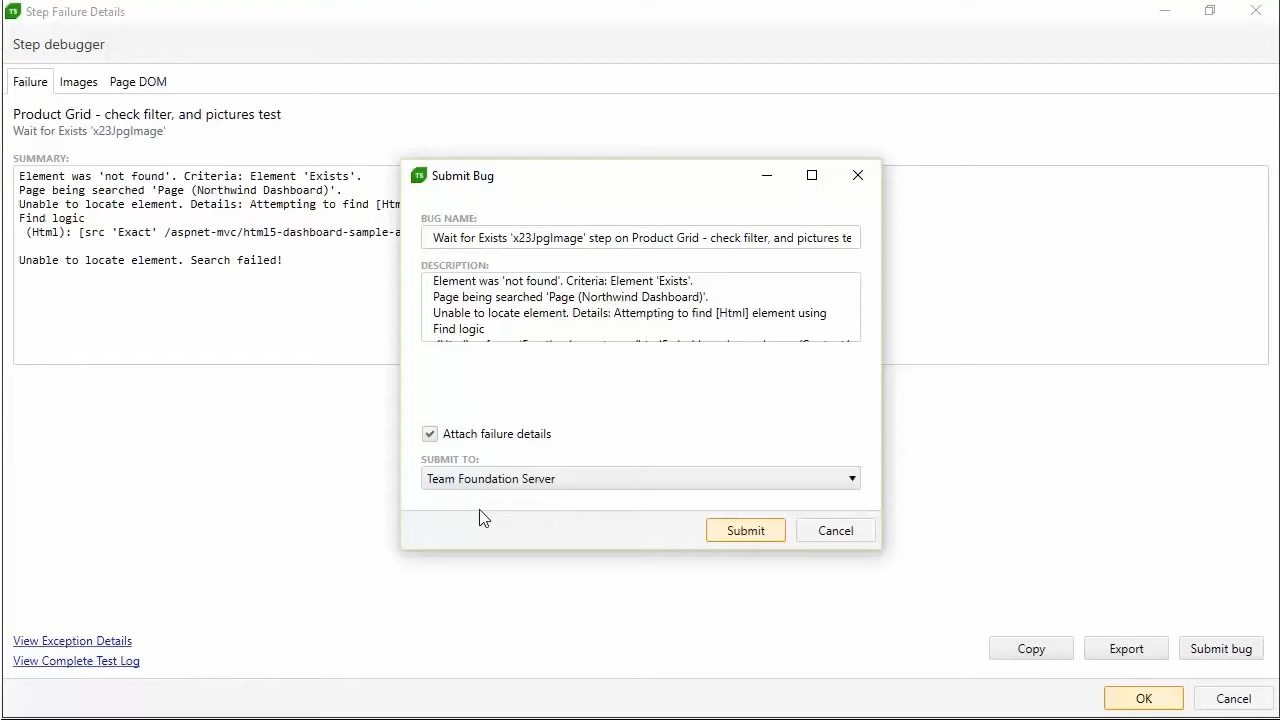 TS Step Failure Details
Step debugger
Failure Images Page DOM
Product Grid - check filter, and pictures test
Wait for Exists 'x23JpgImage'
SUMMARY:
Element was 'not found'. Criteria: Element 'Exists'.
Page being searched 'Page (Northwind Dashboard)'.
Unable to locate element. Details: Attempting to find [Htm
Find logic
(Html): [src 'Exact' /aspnet-mvc/html5-dashboard-sample-a
Unable to locate element. Search failed!
TS Submit Bug
BUG NAME:
Wait for Exists 'x23JpgImage' step on Product Grid - check filter, and pictures te
DESCRIPTION:
Element was 'not found'. Criteria: Element 'Exists'.
Page being searched 'Page (Northwind Dashboard)'.
Unable to locate element. Details: Attempting to find [Html] element using
Find logic
Attach failure details
SUBMIT TO:
Team Foundation Server
Submit Cancel
View Exception Details
View Complete Test Log
Copy Export Submit bug
OK Cancel